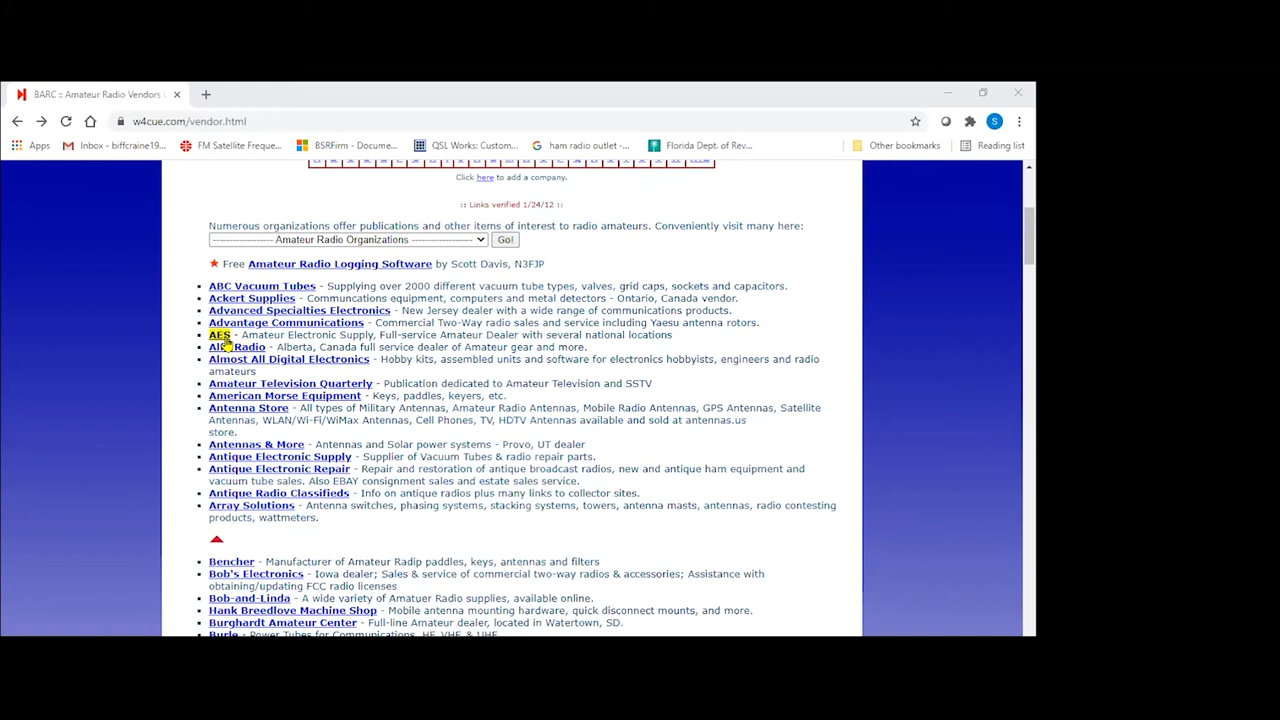 BARC :: Amateur Radio Vendors
w4cue.com/vendor.html
Apps Inbox - biffcraine19... FM Satellite Freque... BSRFirm - Docume... QSL Works: Custom... ham radio outlet -... Florida Dept. of Rev... Other bookmarks Reading list
Click here to add a company.
:: Links verified 1/24/12 ::
Numerous organizations offer publications and other items of interest to radio amateurs. Conveniently visit many here:
------------------ Amateur Radio Organizations ------------------ Go!
Free Amateur Radio Logging Software by Scott Davis, N3FJP
ABC Vacuum Tubes - Supplying over 2000 different vacuum tube types, valves, grid caps, sockets and capacitors.
Ackert Supplies - Communcations equipment, computers and metal detectors - Ontario, Canada vendor.
Advanced Specialties Electronics - New Jersey dealer with a wide range of communications products.
Advantage Communications - Commercial Two-Way radio sales and service including Yaesu antenna rotors.
AES - Amateur Electronic Supply, Full-service Amateur Dealer with several national locations
Radio - Alberta, Canada full service dealer of Amateur gear and more.
Almost All Digital Electronics - Hobby kits, assembled units and software for electronics hobbyists, engineers and radio
amateurs
Amateur Television Quarterly - Publication dedicated to Amateur Television and SSTV
American Morse Equipment - Keys, paddles, keyers, etc.
Antenna Store - All types of Military Antennas, Amateur Radio Antennas, Mobile Radio Antennas, GPS Antennas, Satellite
Antennas, WLAN/Wi-Fi/WiMax Antennas, Cell Phones, TV, HDTV Antennas available and sold at antennas.us
store.
Antennas & More - Antennas and Solar power systems - Provo, UT dealer
Antique Electronic Supply - Supplier of Vacuum Tubes & radio repair parts.
Antique Electronic Repair - Repair and restoration of antique broadcast radios, new and antique ham equipment and
vacuum tube sales. Also EBAY consignment sales and estate sales service.
Antique Radio Classifieds - Info on antique radios plus many links to collector sites.
Array Solutions - Antenna switches, phasing systems, stacking systems, towers, antenna masts, antennas, radio contesting
products, wattmeters.
Bencher - Manufacturer of Amateur Radip paddles, keys, antennas and filters
Bob's Electronics - Iowa dealer; Sales & service of commercial two-way radios & accessories; Assistance with
obtaining/updating FCC radio licenses
Bob-and-Linda - A wide variety of Amatuer Radio supplies, available online.
Hank Breedlove Machine Shop - Mobile antenna mounting hardware, quick disconnect mounts, and more.
Burghardt Amateur Center - Full-line Amateur Dealer, located in Watertown, SD.
Burle - Power Tubes for Communications, HF, VHF, & UHF